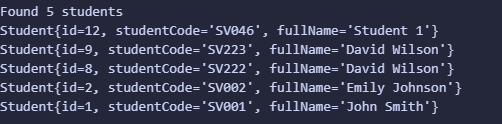 Found 5 students
Student{id=12, studentCode='SV046', fullName='Student 1'}
Student{id=9, studentCode='SV223', fullName='David Wilson'}
Student{id=8, studentCode='SV222', fullName='David Wilson'}
Student{id=2, studentCode='SV002', fullName='Emily Johnson'}
Student{id=1, studentCode='SV001', fullName='John Smith'}